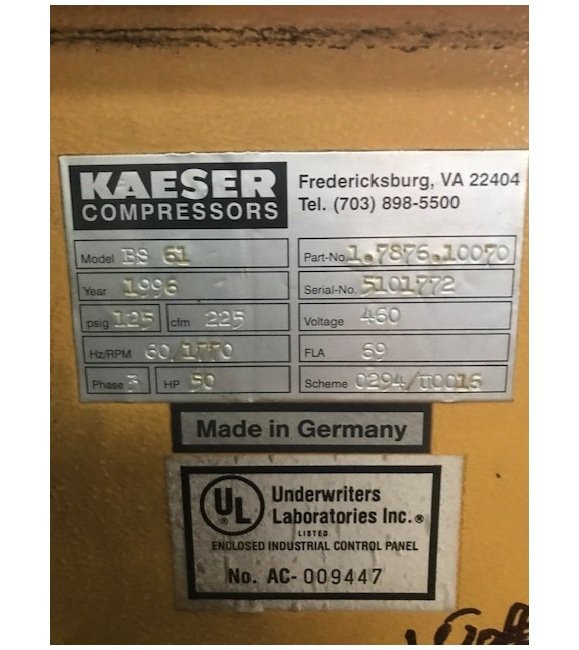 KAESER
COMPRESSORS
Fredericksburg, VA 22404
Tel. (703) 898-5500
Model BS 61
Part-No. 1.7876.10070
Year 1996
Serial-No. 5101772
psig 125 cfm 225
Voltage 460
Hz/RPM 60/1770
FLA 69
Phase 3 HP 50
Scheme 0294/U0016
Made in Germany
UL ®
Underwriters
Laboratories Inc.®
LISTED
ENCLOSED INDUSTRIAL CONTROL PANEL
No. AC- 009447